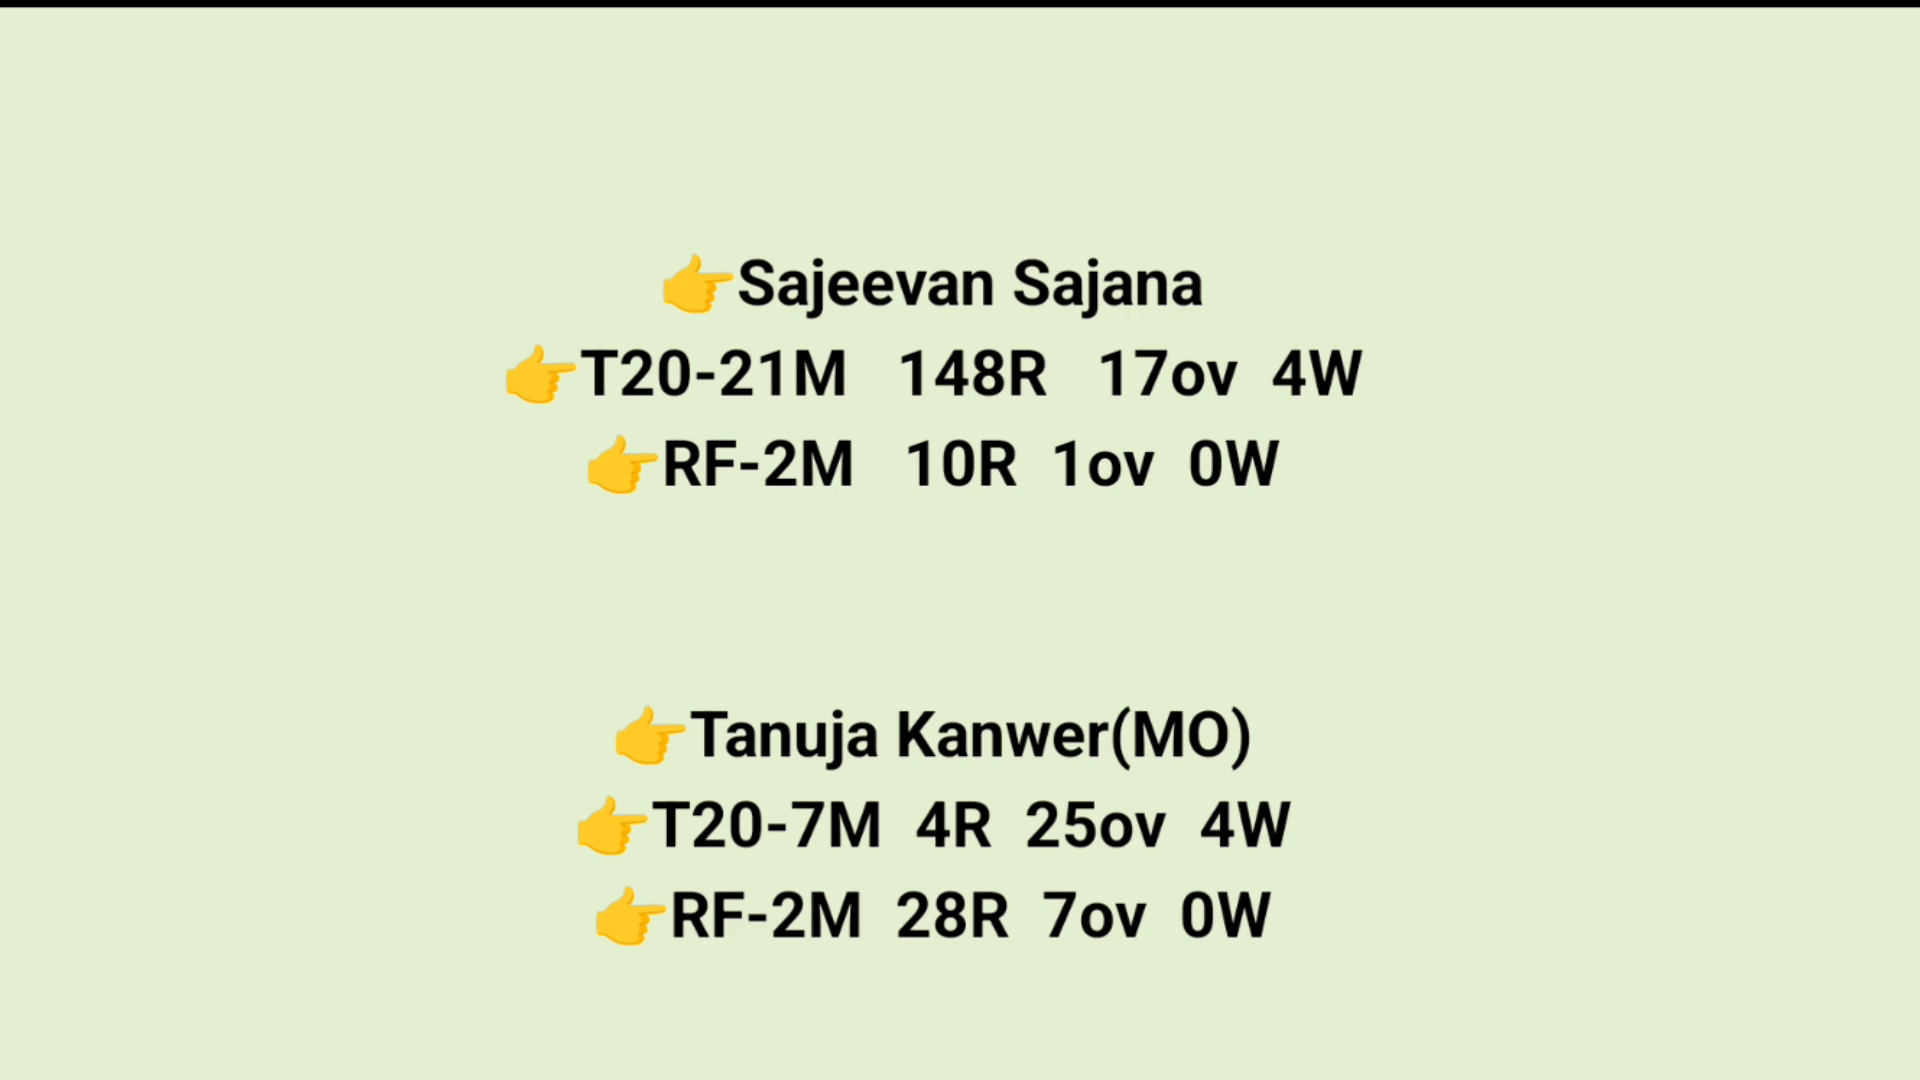 👉Sajeevan Sajana
👉T20-21M 148R 17ov 4W
👉RF-2M 10R 1ov 0W
👉Tanuja Kanwer(MO)
👉T20-7M 4R 25ov 4W
👉RF-2M 28R 7ov 0W